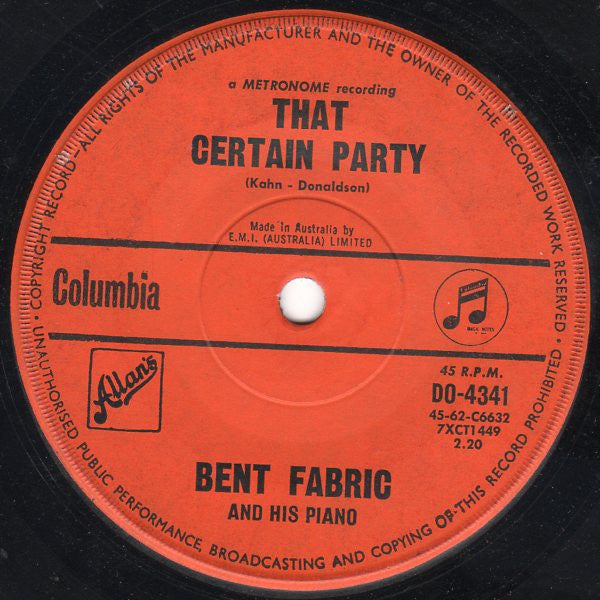 COPYRIGHT RECORD—ALL RIGHTS OF THE MANUFACTURER AND THE OWNER OF THE RECORDED WORK RESERVED •
UNAUTHORISED PUBLIC PERFORMANCE, BROADCASTING AND COPYING OF THIS RECORD PROHIBITED •
a METRONOME recording
THAT
CERTAIN PARTY
(Kahn - Donaldson)
Made in Australia by
E.M.I. (AUSTRALIA) LIMITED
Columbia
MAGIC NOTES
Allan's
45 R.P.M.
DO-4341
45-62-C6632
7XCT1449
2.20
BENT FABRIC
AND HIS PIANO